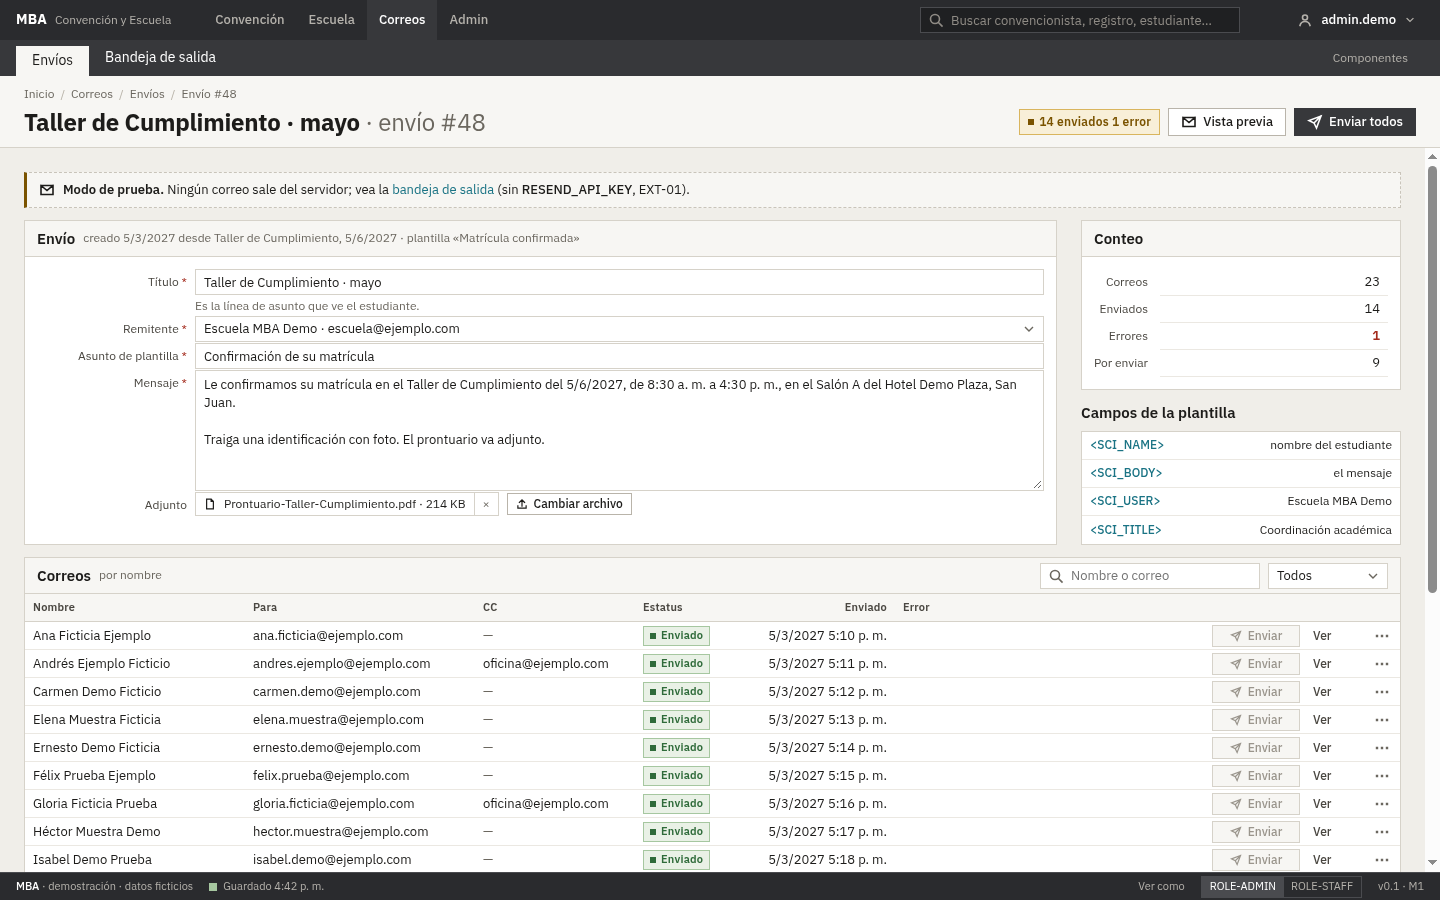 MBA Convención y Escuela Convención Escuela Correos Admin Buscar convencionista, registro, estudiante... admin.demo
Envíos Bandeja de salida Componentes
Inicio / Correos / Envíos / Envío #48
Taller de Cumplimiento · mayo · envío #48 14 enviados 1 error Vista previa Enviar todos
Modo de prueba. Ningún correo sale del servidor; vea la bandeja de salida (sin RESEND_API_KEY, EXT-01).
Envío creado 5/3/2027 desde Taller de Cumplimiento, 5/6/2027 · plantilla «Matrícula confirmada»
Título * Taller de Cumplimiento · mayo
Es la línea de asunto que ve el estudiante.
Remitente * Escuela MBA Demo · escuela@ejemplo.com
Asunto de plantilla * Confirmación de su matrícula
Mensaje * Le confirmamos su matrícula en el Taller de Cumplimiento del 5/6/2027, de 8:30 a. m. a 4:30 p. m., en el Salón A del Hotel Demo Plaza, San
Juan.
Traiga una identificación con foto. El prontuario va adjunto.
Adjunto Prontuario-Taller-Cumplimiento.pdf · 214 KB × Cambiar archivo
Conteo
Correos 23
Enviados 14
Errores 1
Por enviar 9
Campos de la plantilla
<SCI_NAME> nombre del estudiante
<SCI_BODY> el mensaje
<SCI_USER> Escuela MBA Demo
<SCI_TITLE> Coordinación académica
Correos por nombre Nombre o correo Todos
Nombre Para CC Estatus Enviado Error
Ana Ficticia Ejemplo ana.ficticia@ejemplo.com — Enviado 5/3/2027 5:10 p. m. Enviar Ver
Andrés Ejemplo Ficticio andres.ejemplo@ejemplo.com oficina@ejemplo.com Enviado 5/3/2027 5:11 p. m. Enviar Ver
Carmen Demo Ficticio carmen.demo@ejemplo.com — Enviado 5/3/2027 5:12 p. m. Enviar Ver
Elena Muestra Ficticia elena.muestra@ejemplo.com — Enviado 5/3/2027 5:13 p. m. Enviar Ver
Ernesto Demo Ficticia ernesto.demo@ejemplo.com — Enviado 5/3/2027 5:14 p. m. Enviar Ver
Félix Prueba Ejemplo felix.prueba@ejemplo.com — Enviado 5/3/2027 5:15 p. m. Enviar Ver
Gloria Ficticia Prueba gloria.ficticia@ejemplo.com oficina@ejemplo.com Enviado 5/3/2027 5:16 p. m. Enviar Ver
Héctor Muestra Demo hector.muestra@ejemplo.com — Enviado 5/3/2027 5:17 p. m. Enviar Ver
Isabel Demo Prueba isabel.demo@ejemplo.com — Enviado 5/3/2027 5:18 p. m. Enviar Ver
MBA · demostración · datos ficticios Guardado 4:42 p. m. Ver como ROLE-ADMIN ROLE-STAFF v0.1 · M1